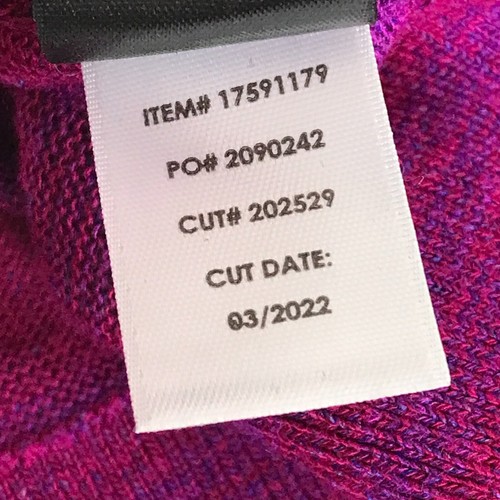 ITEM# 17591179
PO# 2090242
CUT# 202529
CUT DATE:
03/2022